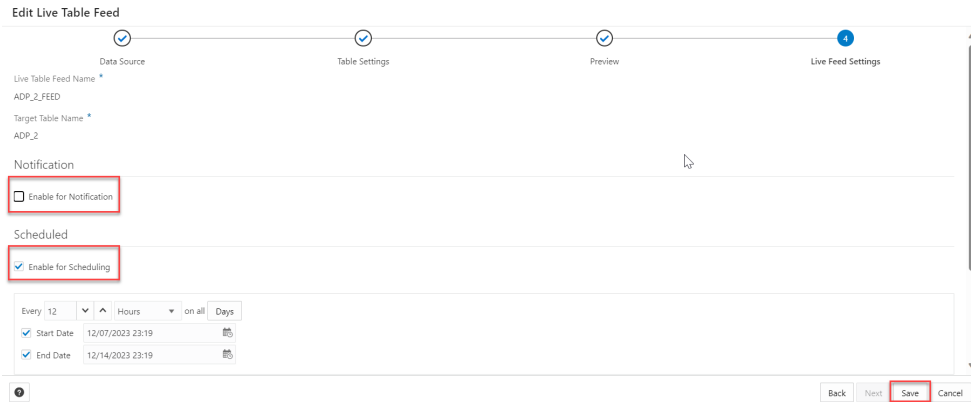 Edit Live Table Feed
4
Data Source Table Settings Preview Live Feed Settings
Live Table Feed Name *
ADP_2_FEED
Target Table Name *
ADP_2
Notification
Enable for Notification
Scheduled
Enable for Scheduling
Every 12 Hours on all Days
Start Date 12/07/2023 23:19
End Date 12/14/2023 23:19
? Back Next Save Cancel